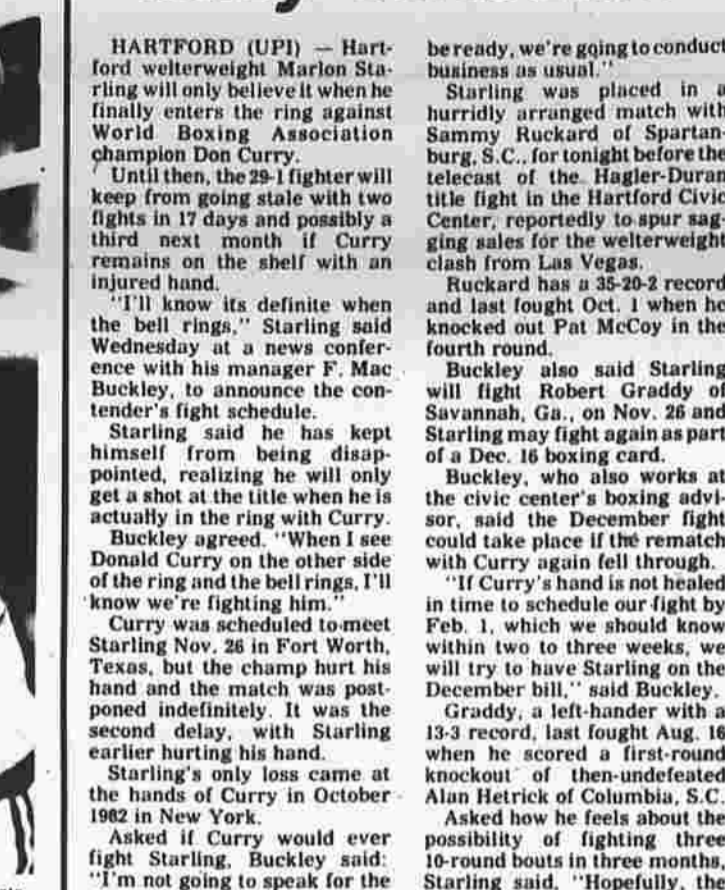 HARTFORD (UPI) — Hart-
ford welterweight Marlon Sta-
rling will only believe it when he
finally enters the ring against
World Boxing Association
champion Don Curry.
Until then, the 29-1 fighter will
keep from going stale with two
fights in 17 days and possibly a
third next month if Curry
remains on the shelf with an
injured hand.
"I'll know its definite when
the bell rings," Starling said
Wednesday at a news confer-
ence with his manager F. Mac
Buckley, to announce the con-
tender's fight schedule.
Starling said he has kept
himself from being disap-
pointed, realizing he will only
get a shot at the title when he is
actually in the ring with Curry.
Buckley agreed. "When I see
Donald Curry on the other side
of the ring and the bell rings, I'll
know we're fighting him."
Curry was scheduled to meet
Starling Nov. 26 in Fort Worth,
Texas, but the champ hurt his
hand and the match was post-
poned indefinitely. It was the
second delay, with Starling
earlier hurting his hand.
Starling's only loss came at
the hands of Curry in October
1982 in New York.
Asked if Curry would ever
fight Starling, Buckley said:
"I'm not going to speak for the
be ready, we're going to conduct
business as usual."
Starling was placed in a
hurridly arranged match with
Sammy Ruckard of Spartan-
burg, S.C., for tonight before the
telecast of the Hagler-Duran
title fight in the Hartford Civic
Center, reportedly to spur sag-
ging sales for the welterweight
clash from Las Vegas.
Ruckard has a 35-20-2 record
and last fought Oct. 1 when he
knocked out Pat McCoy in the
fourth round.
Buckley also said Starling
will fight Robert Graddy of
Savannah, Ga., on Nov. 26 and
Starling may fight again as part
of a Dec. 16 boxing card.
Buckley, who also works at
the civic center's boxing advi-
sor, said the December fight
could take place if the rematch
with Curry again fell through.
"If Curry's hand is not healed
in time to schedule our fight by
Feb. 1, which we should know
within two to three weeks, we
will try to have Starling on the
December bill," said Buckley.
Graddy, a left-hander with a
13-3 record, last fought Aug. 16
when he scored a first-round
knockout of then-undefeated
Alan Hetrick of Columbia, S.C.
Asked how he feels about the
possibility of fighting three
10-round bouts in three months,
Starling said, "Hopefully, the